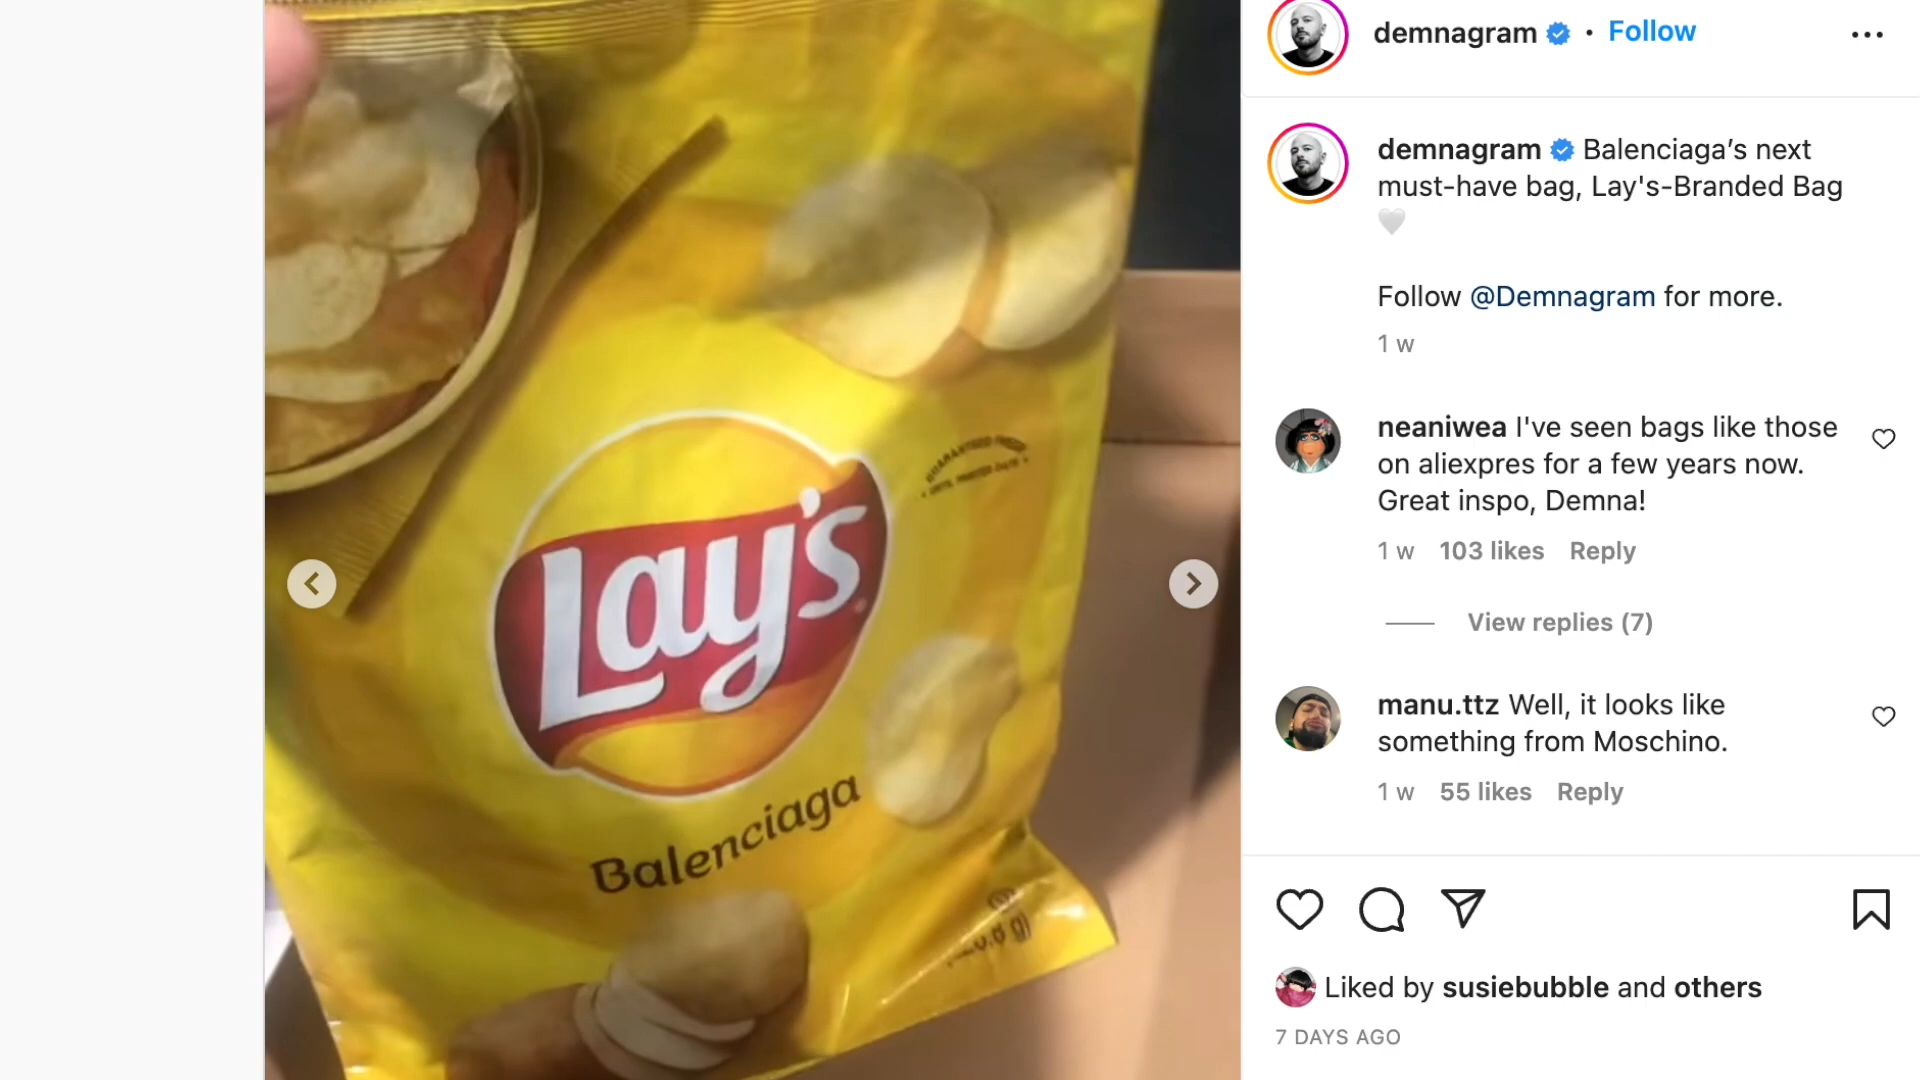 Lay's
Balenciaga
GUARANTEED FRESH
demnagram • Follow
demnagram Balenciaga’s next
must-have bag, Lay's-Branded Bag
🤍
Follow @Demnagram for more.
1 w
neaniwea I've seen bags like those
on aliexpres for a few years now.
Great inspo, Demna!
1 w 103 likes Reply
View replies (7)
manu.ttz Well, it looks like
something from Moschino.
1 w 55 likes Reply
Liked by susiebubble and others
7 DAYS AGO